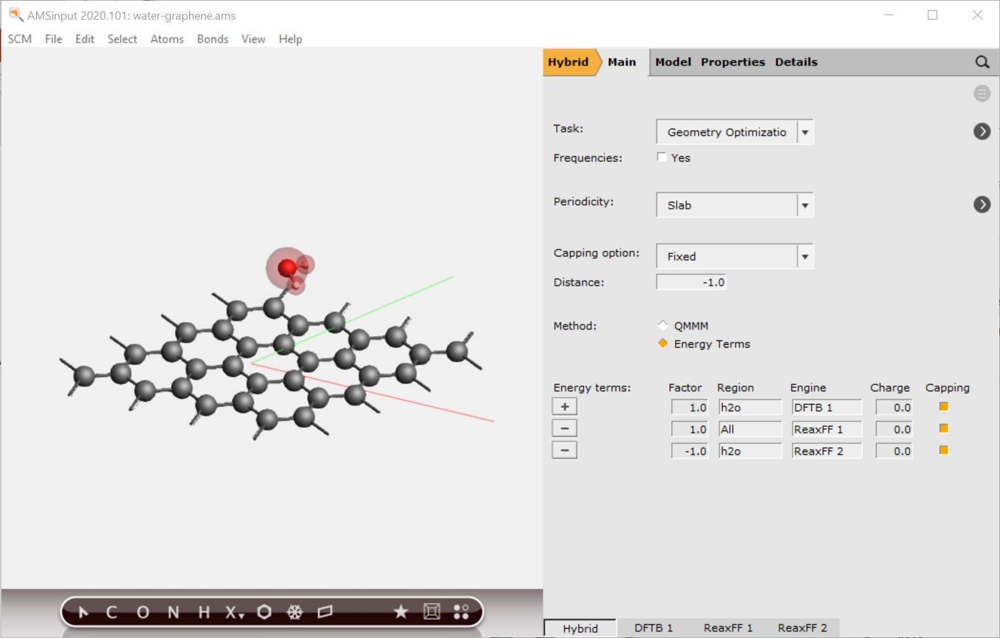 AMSinput 2020.101: water-graphene.ams
SCM File Edit Select Atoms Bonds View Help
Hybrid Main Model Properties Details
Task: Geometry Optimizatio
Frequencies: Yes
Periodicity: Slab
Capping option: Fixed
Distance: -1.0
Method: QMMM
Energy Terms
Energy terms: Factor Region Engine Charge Capping
+ 1.0 h2o DFTB 1 0.0
− 1.0 All ReaxFF 1 0.0
− -1.0 h2o ReaxFF 2 0.0
C O N H X
Hybrid DFTB 1 ReaxFF 1 ReaxFF 2